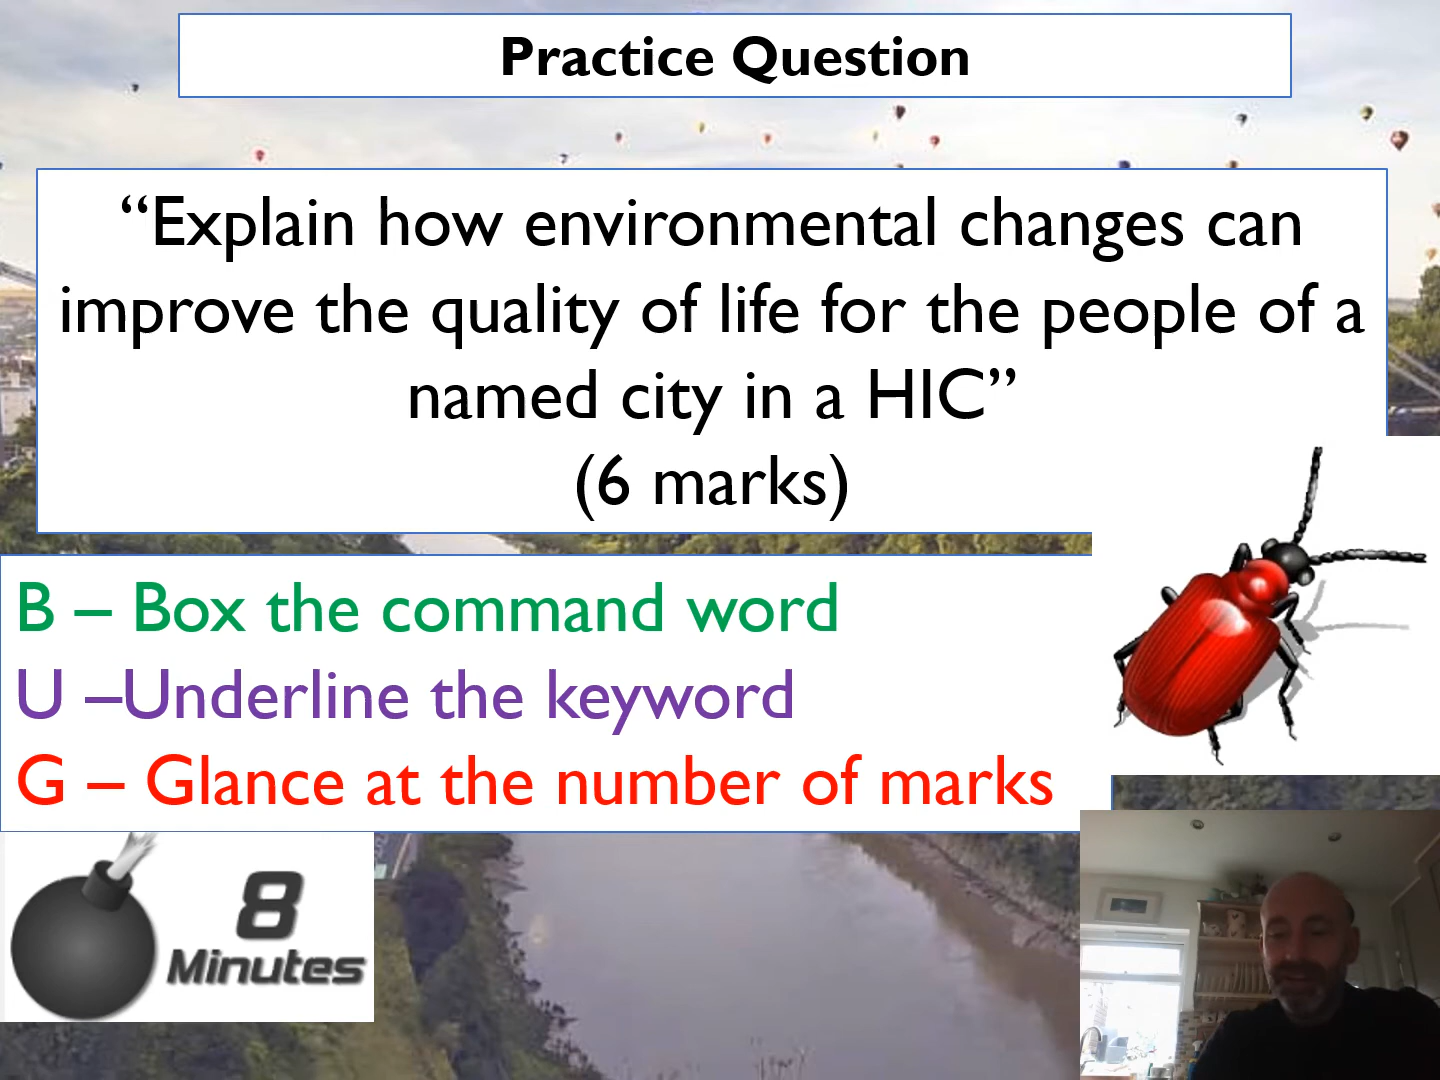 Practice Question
“Explain how environmental changes can
improve the quality of life for the people of a
named city in a HIC”
(6 marks)
B – Box the command word
U –Underline the keyword
G – Glance at the number of marks
8
Minutes